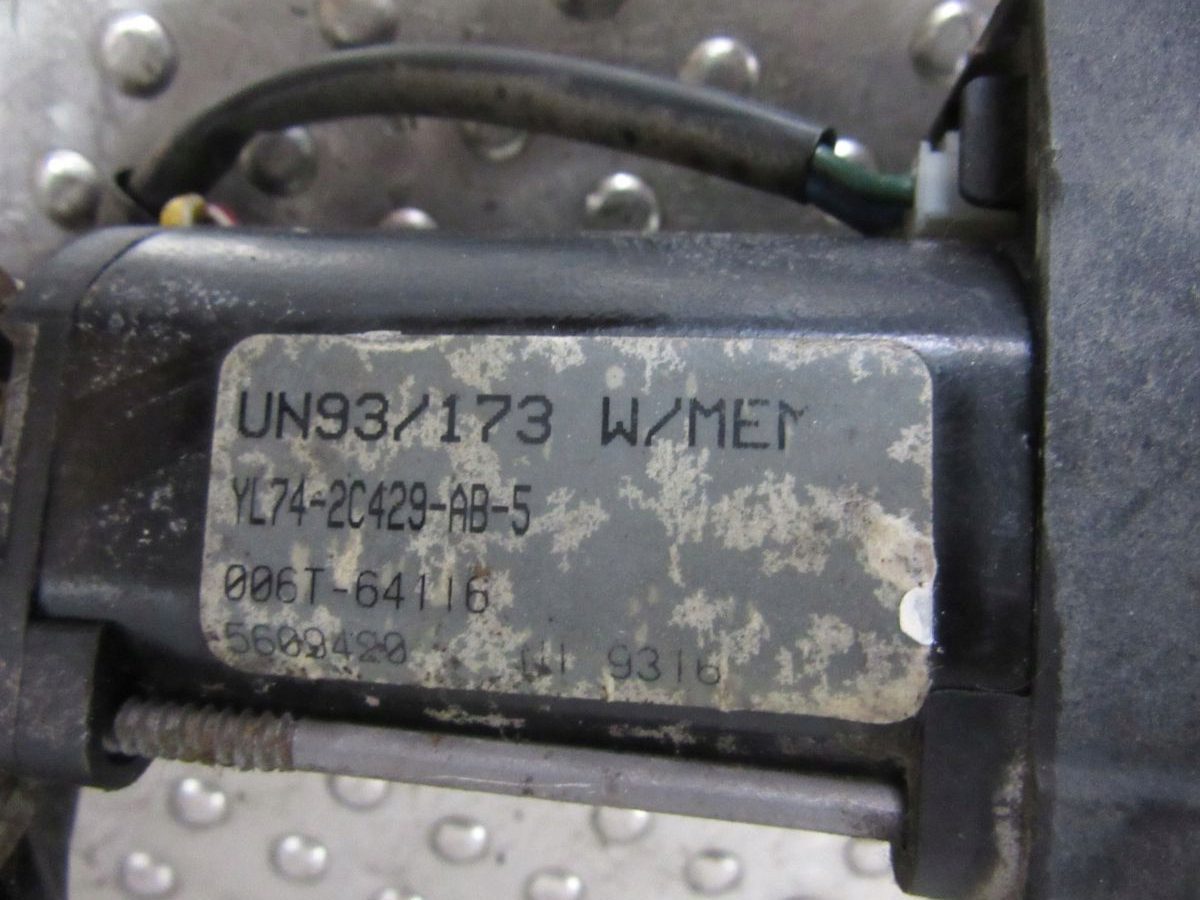 UN93/173 W/MEM
YL74-2C429-AB-5
006T-64116
5609420 9316